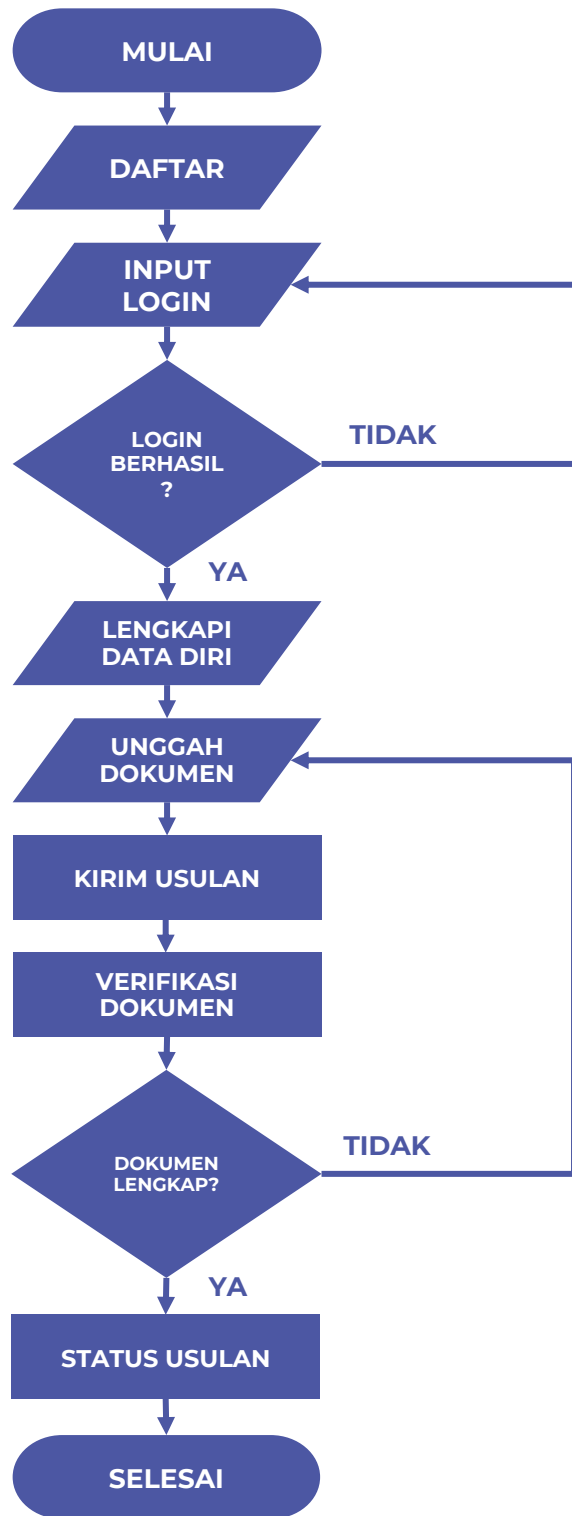 MULAI
DAFTAR
INPUT
LOGIN
LOGIN
BERHASIL
?
TIDAK
YA
LENGKAPI
DATA DIRI
UNGGAH
DOKUMEN
KIRIM USULAN
VERIFIKASI
DOKUMEN
DOKUMEN
LENGKAP?
TIDAK
YA
STATUS USULAN
SELESAI